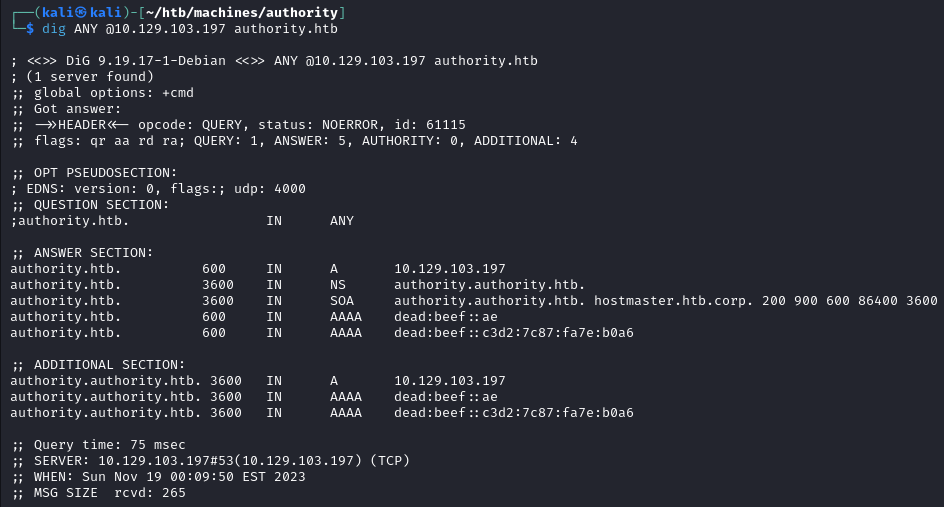 ┌──(kali㉿kali)-[~/htb/machines/authority]
└─$ dig ANY @10.129.103.197 authority.htb

; <<>> DiG 9.19.17-1-Debian <<>> ANY @10.129.103.197 authority.htb
; (1 server found)
;; global options: +cmd
;; Got answer:
;; ->>HEADER<<- opcode: QUERY, status: NOERROR, id: 61115
;; flags: qr aa rd ra; QUERY: 1, ANSWER: 5, AUTHORITY: 0, ADDITIONAL: 4

;; OPT PSEUDOSECTION:
; EDNS: version: 0, flags:; udp: 4000
;; QUESTION SECTION:
;authority.htb.                 IN      ANY

;; ANSWER SECTION:
authority.htb.          600     IN      A       10.129.103.197
authority.htb.          3600    IN      NS      authority.authority.htb.
authority.htb.          3600    IN      SOA     authority.authority.htb. hostmaster.htb.corp. 200 900 600 86400 3600
authority.htb.          600     IN      AAAA    dead:beef::ae
authority.htb.          600     IN      AAAA    dead:beef::c3d2:7c87:fa7e:b0a6

;; ADDITIONAL SECTION:
authority.authority.htb. 3600   IN      A       10.129.103.197
authority.authority.htb. 3600   IN      AAAA    dead:beef::ae
authority.authority.htb. 3600   IN      AAAA    dead:beef::c3d2:7c87:fa7e:b0a6

;; Query time: 75 msec
;; SERVER: 10.129.103.197#53(10.129.103.197) (TCP)
;; WHEN: Sun Nov 19 00:09:50 EST 2023
;; MSG SIZE  rcvd: 265